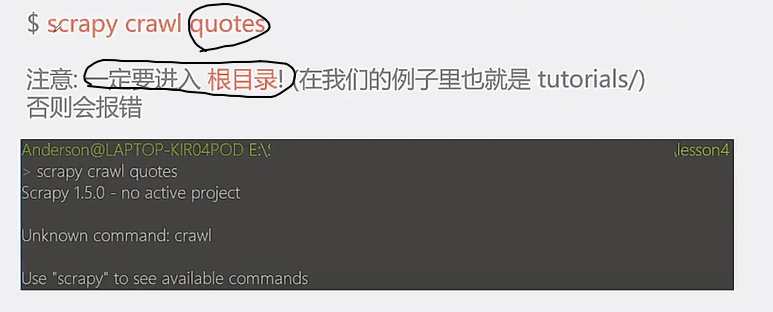 $ scrapy crawl quotes
注意: 一定要进入 根目录! (在我们的例子里也就是 tutorials/)
否则会报错
Anderson@LAPTOP-KIR04POD E:\S \lesson4
> scrapy crawl quotes
Scrapy 1.5.0 - no active project
Unknown command: crawl
Use "scrapy" to see available commands